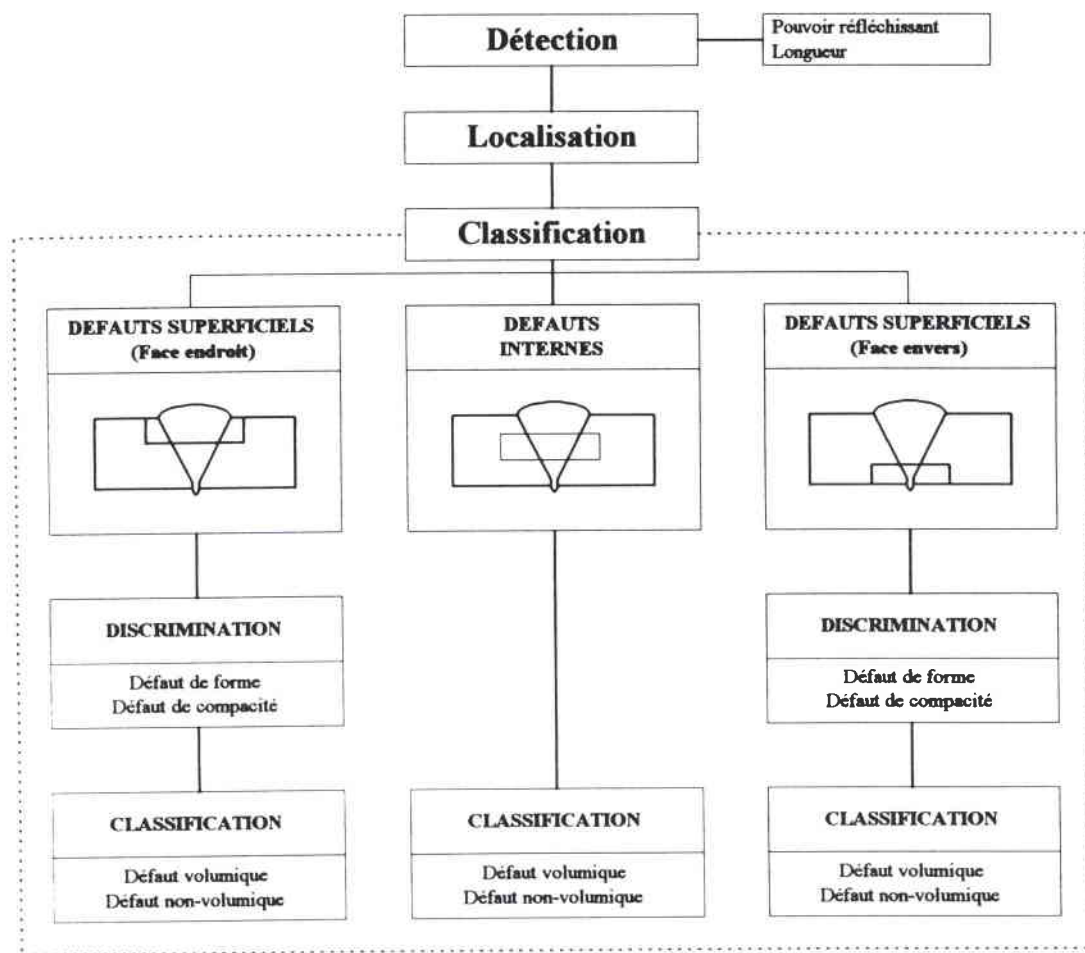 Détection
Pouvoir réfléchissant
Longueur
Localisation
Classification
DEFAUTS SUPERFICIELS
(Face endroit)
DEFAUTS
INTERNES
DEFAUTS SUPERFICIELS
(Face envers)
DISCRIMINATION
Défaut de forme
Défaut de compacité
DISCRIMINATION
Défaut de forme
Défaut de compacité
CLASSIFICATION
Défaut volumique
Défaut non-volumique
CLASSIFICATION
Défaut volumique
Défaut non-volumique
CLASSIFICATION
Défaut volumique
Défaut non-volumique